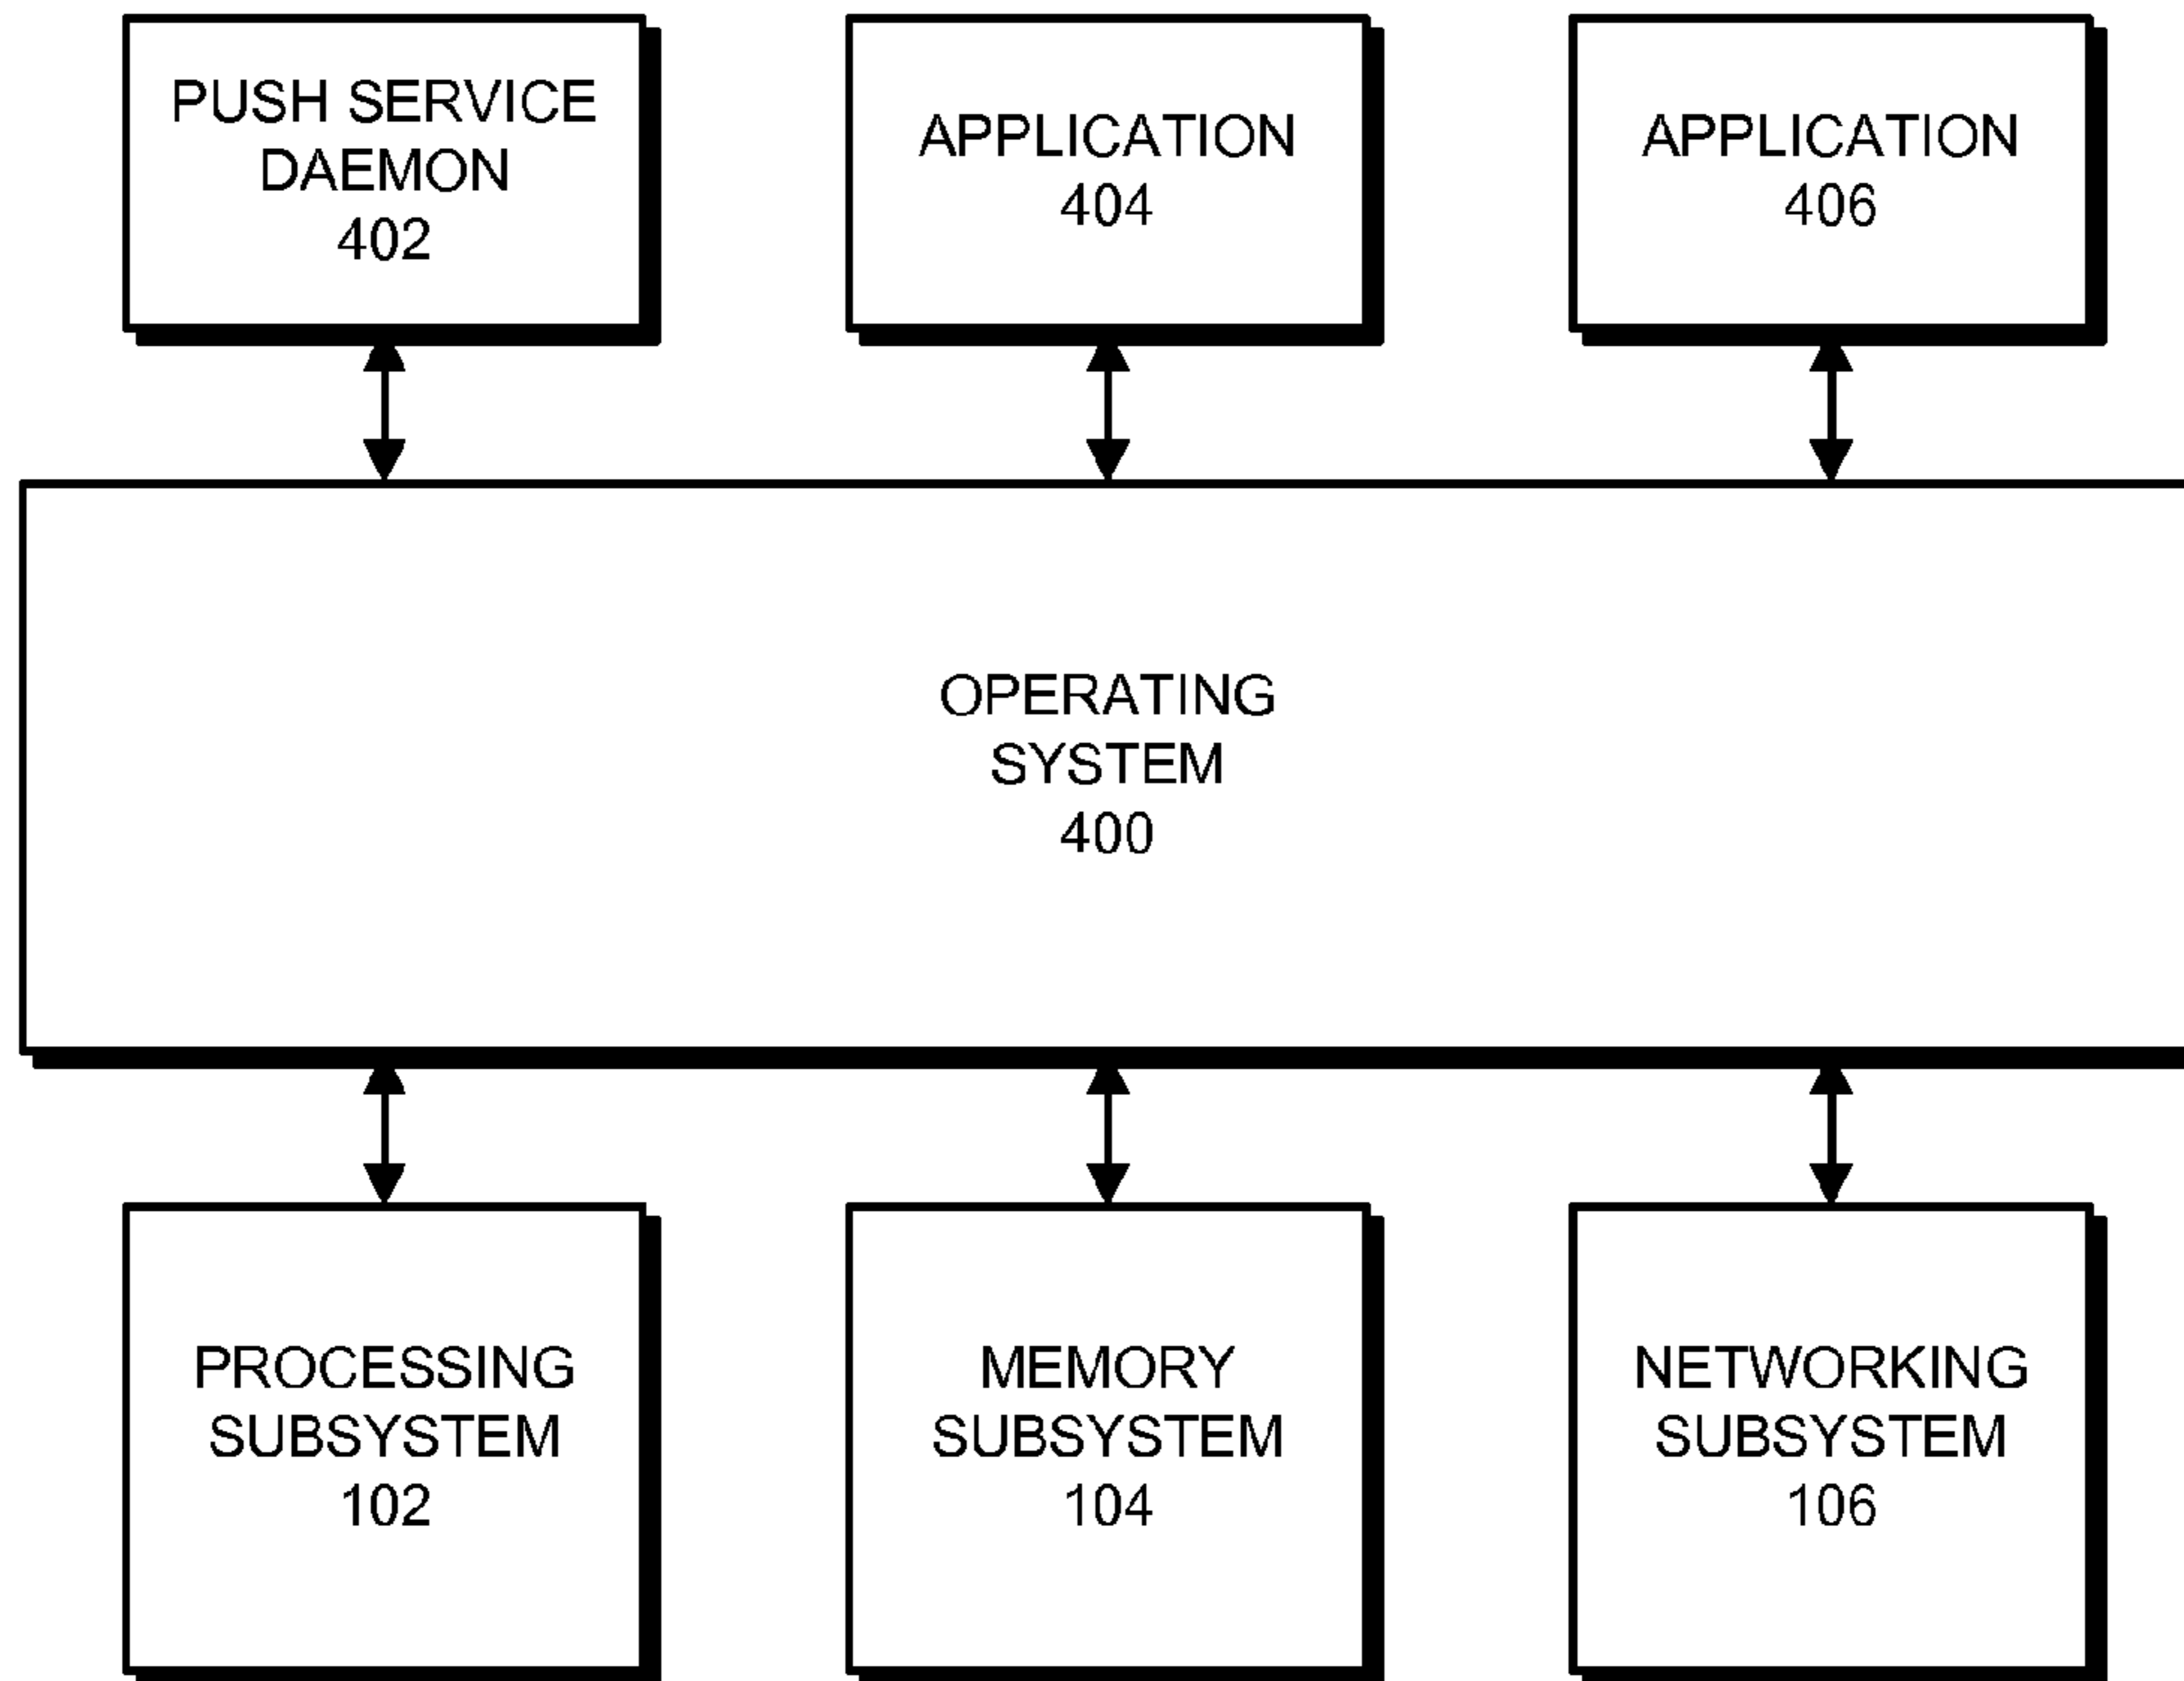 PUSH SERVICE
DAEMON
402
APPLICATION
404
APPLICATION
406
OPERATING
SYSTEM
400
PROCESSING
SUBSYSTEM
102
MEMORY
SUBSYSTEM
104
NETWORKING
SUBSYSTEM
106